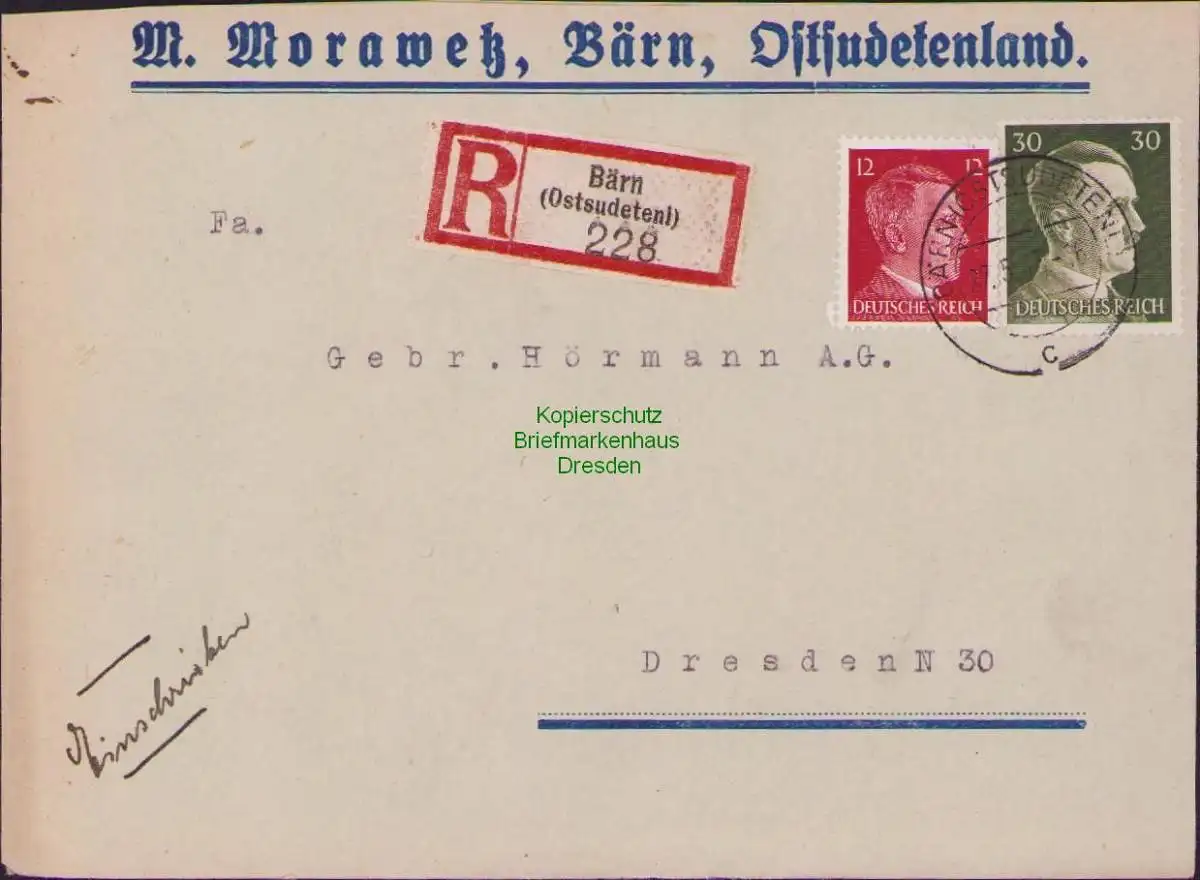 M. Morawetz, Bärn, Ostsudetenland.
R
Bärn
(Ostsudetenl)
228
12 12
DEUTSCHES REICH
30 30
DEUTSCHES REICH
c
Fa.
Gebr. Hörmann A.G.
Kopierschutz
Briefmarkenhaus
Dresden
Dresden N 30
Einschreiben